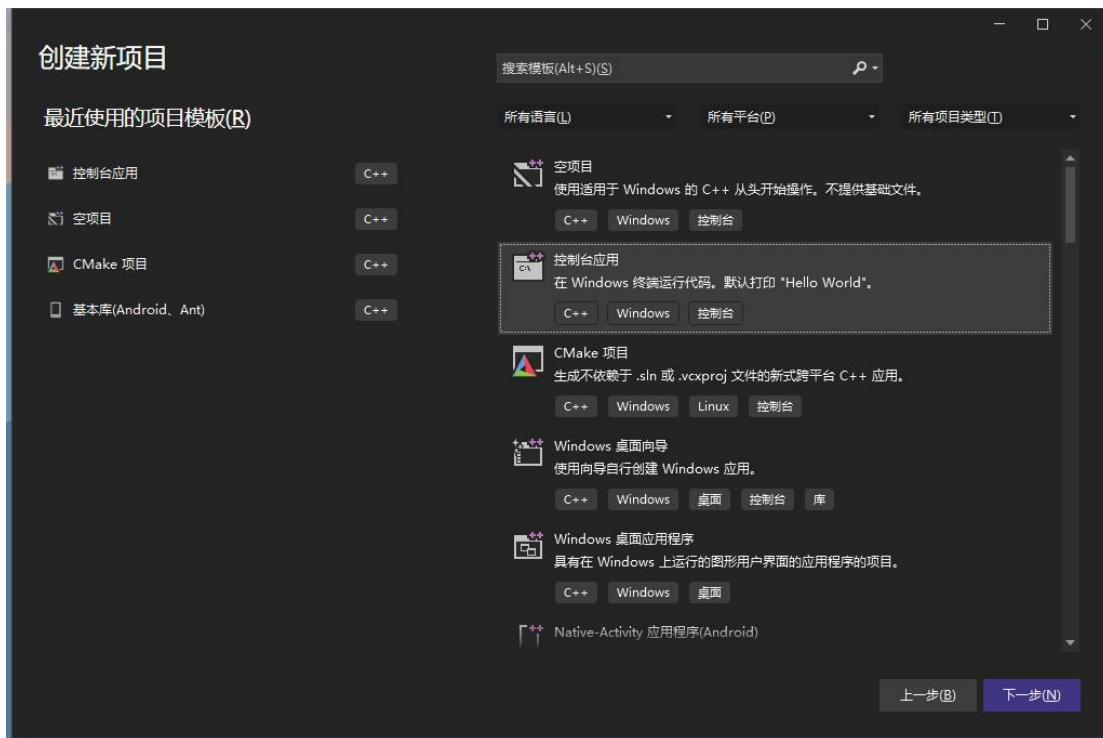 创建新项目
搜索模板(Alt+S)(S)
最近使用的项目模板(R)
所有语言(L)
所有平台(P)
所有项目类型(T)
控制台应用
C++
空项目
C++
CMake 项目
C++
基本库(Android、Ant)
C++
空项目
使用适用于 Windows 的 C++ 从头开始操作。不提供基础文件。
C++ Windows 控制台
控制台应用
在 Windows 终端运行代码。默认打印 "Hello World"。
C++ Windows 控制台
CMake 项目
生成不依赖于 .sln 或 .vcxproj 文件的新式跨平台 C++ 应用。
C++ Windows Linux 控制台
Windows 桌面向导
使用向导自行创建 Windows 应用。
C++ Windows 桌面 控制台 库
Windows 桌面应用程序
具有在 Windows 上运行的图形用户界面的应用程序的项目。
C++ Windows 桌面
Native-Activity 应用程序(Android)
上一步(B)
下一步(N)